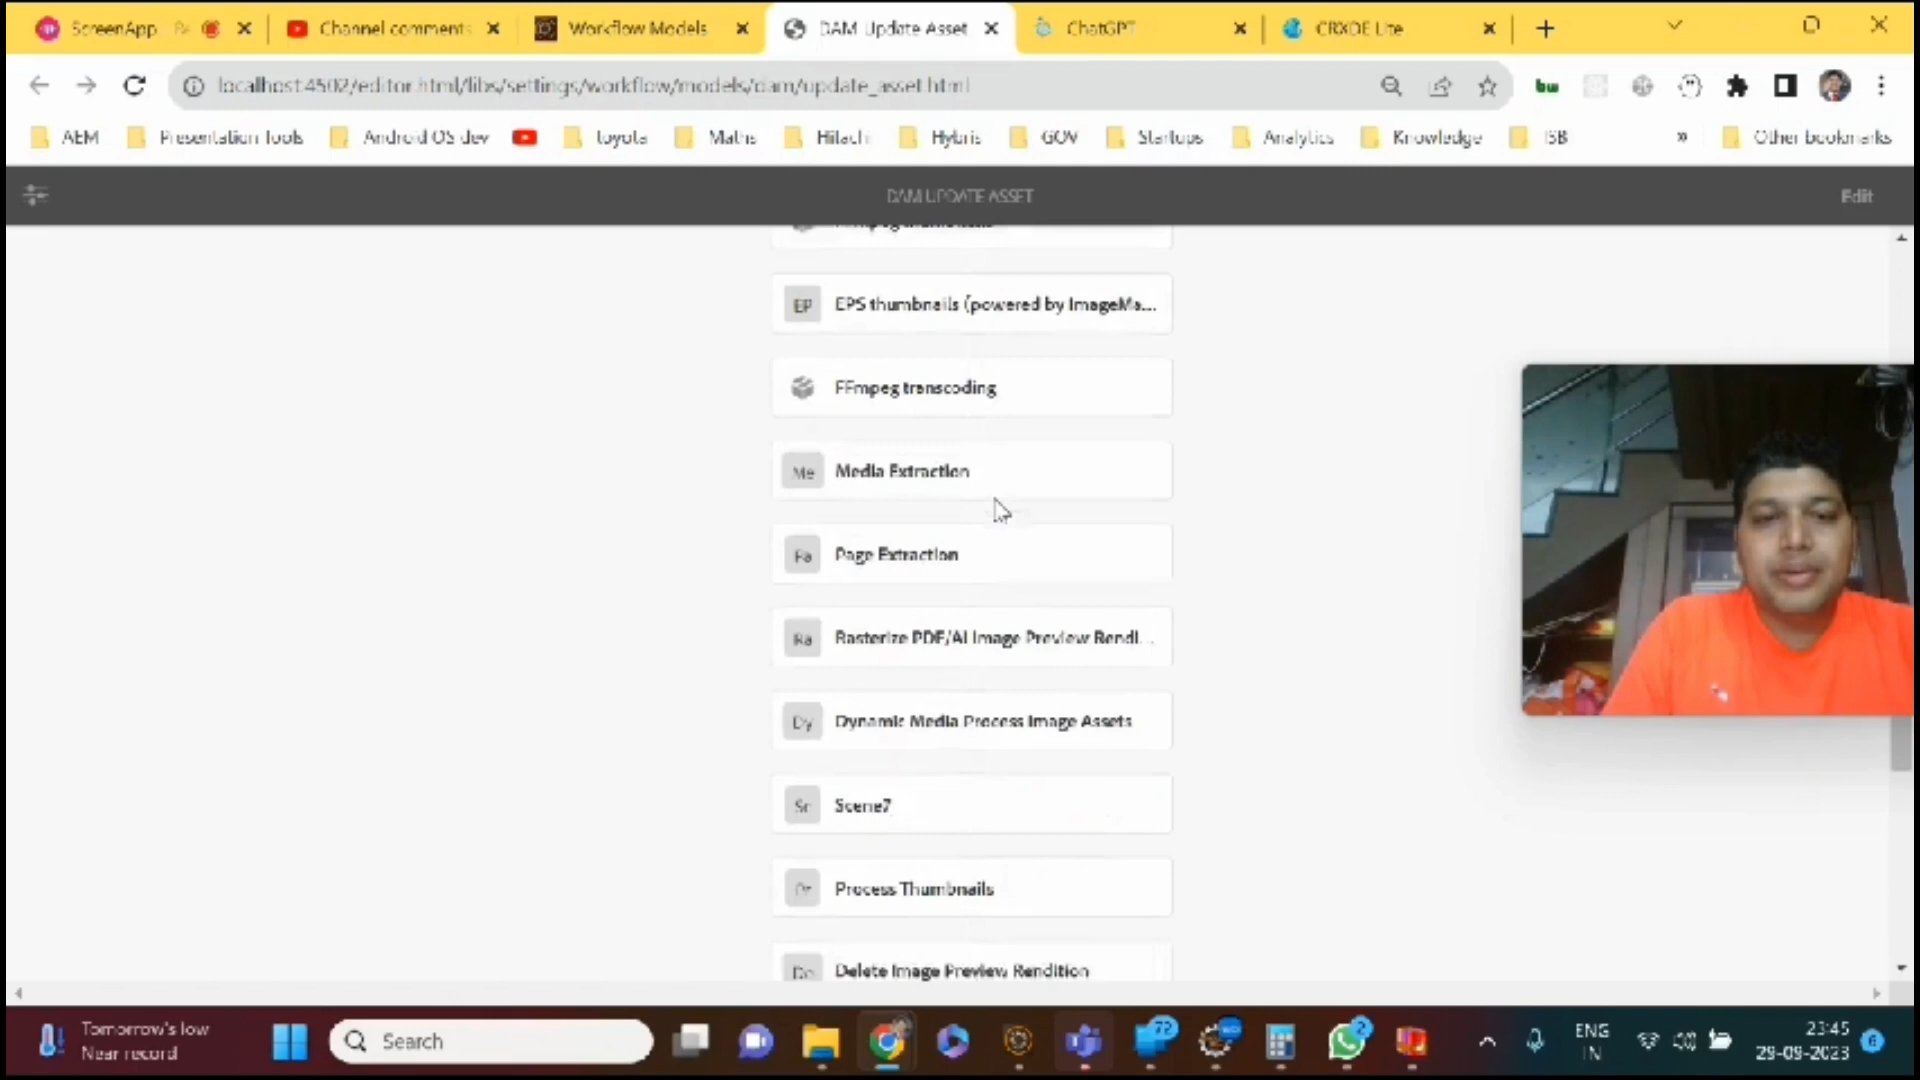 ScreenApp
Channel comments
Workflow Models
DAM Update Asset
ChatGPT
CRXDE Lite
localhost:4502/editor.html/libs/settings/workflow/models/dam/update_asset.html
bw
AEM
Presentation Tools
Android OS dev
toyota
Maths
Hitachi
Hybris
GOV
Startups
Analytics
Knowledge
ISB
»
Other bookmarks
DAM UPDATE ASSET
Edit
EP EPS thumbnails (powered by ImageMa...
FFmpeg transcoding
Me Media Extraction
Pa Page Extraction
Ra Rasterize PDF/AI Image Preview Rendi...
Dy Dynamic Media Process Image Assets
Sc Scene7
Pr Process Thumbnails
De Delete Image Preview Rendition
Tomorrow's low
Near record
Search
72
2
ENG
IN
23:45
29-09-2023
6